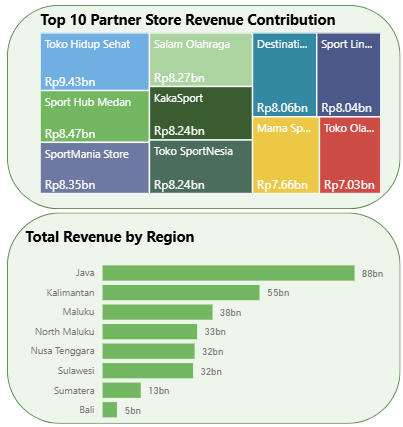 Top 10 Partner Store Revenue Contribution
Toko Hidup Sehat
Rp9.43bn
Sport Hub Medan
Rp8.47bn
SportMania Store
Rp8.35bn
Salam Olahraga
Rp8.27bn
KakaSport
Rp8.24bn
Toko SportNesia
Rp8.24bn
Destinati...
Rp8.06bn
Sport Lin...
Rp8.04bn
Mama Sp...
Rp7.66bn
Toko Ola...
Rp7.03bn
Total Revenue by Region
Java 88bn
Kalimantan 55bn
Maluku 38bn
North Maluku 33bn
Nusa Tenggara 32bn
Sulawesi 32bn
Sumatera 13bn
Bali 5bn